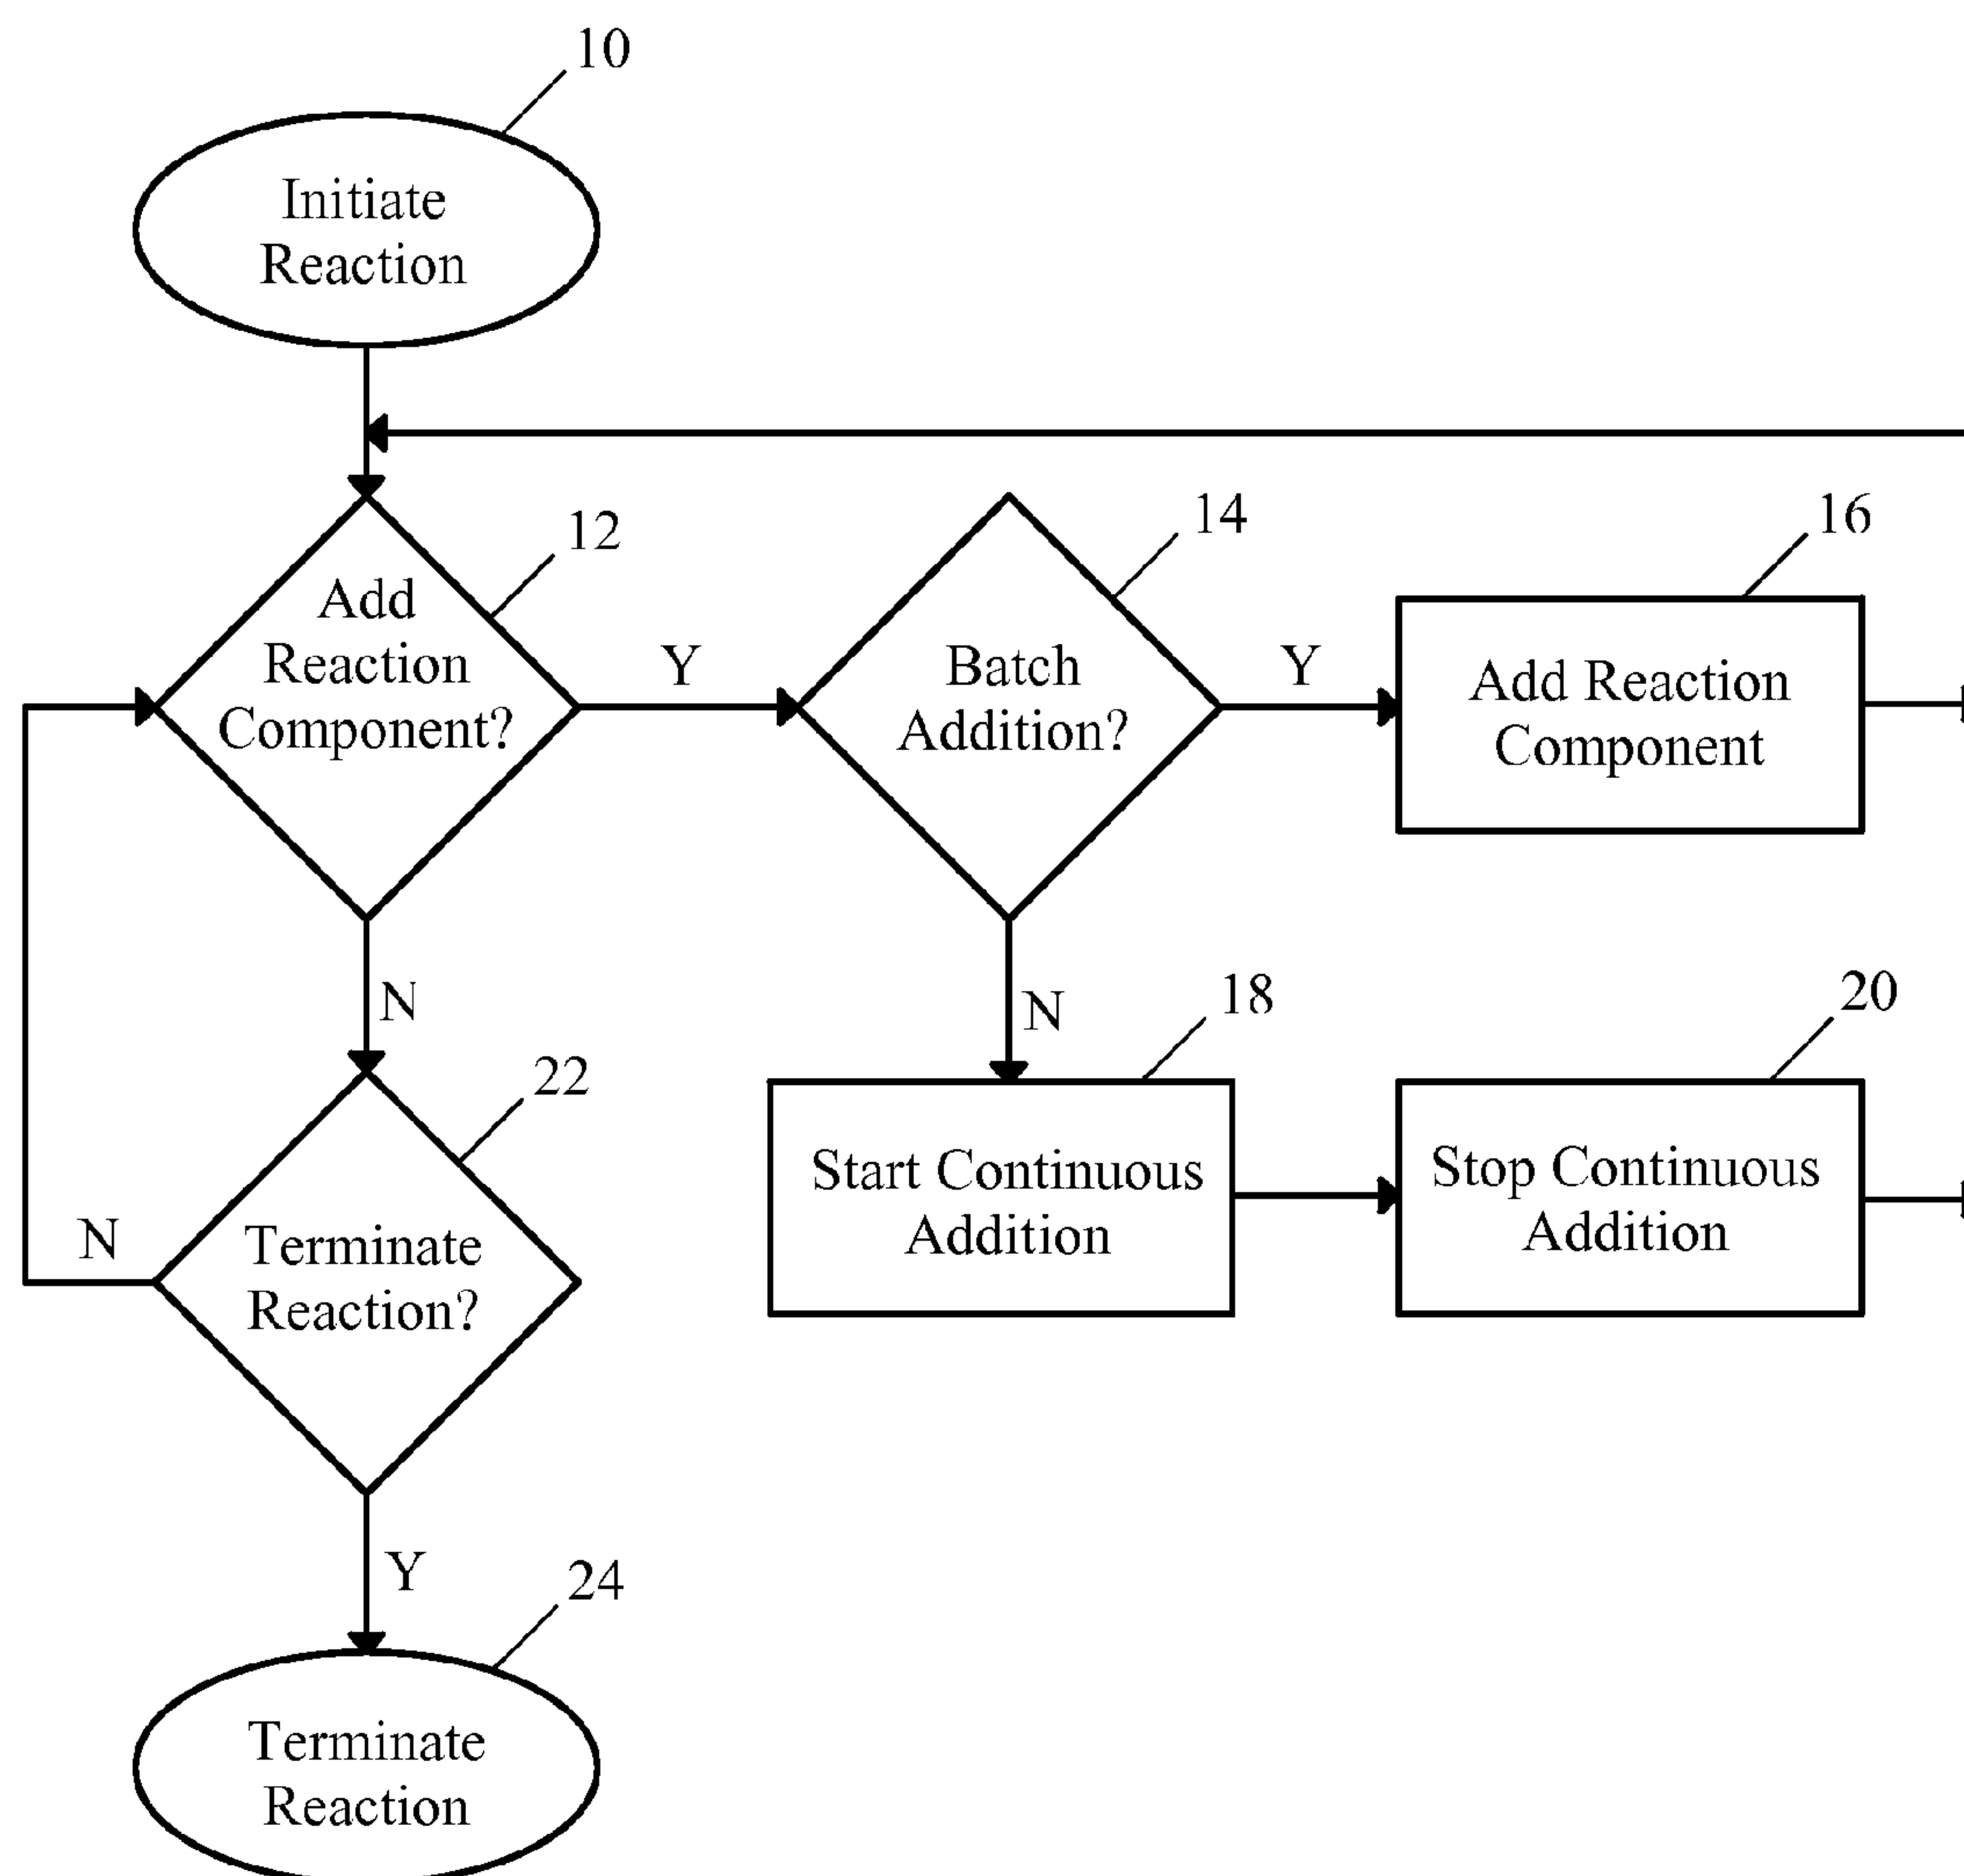 10
Initiate
Reaction
12
Add
Reaction
Component?
Y
14
Batch
Addition?
Y
16
Add Reaction
Component
N
N
18
Start Continuous
Addition
20
Stop Continuous
Addition
22
Terminate
Reaction?
N
Y
24
Terminate
Reaction